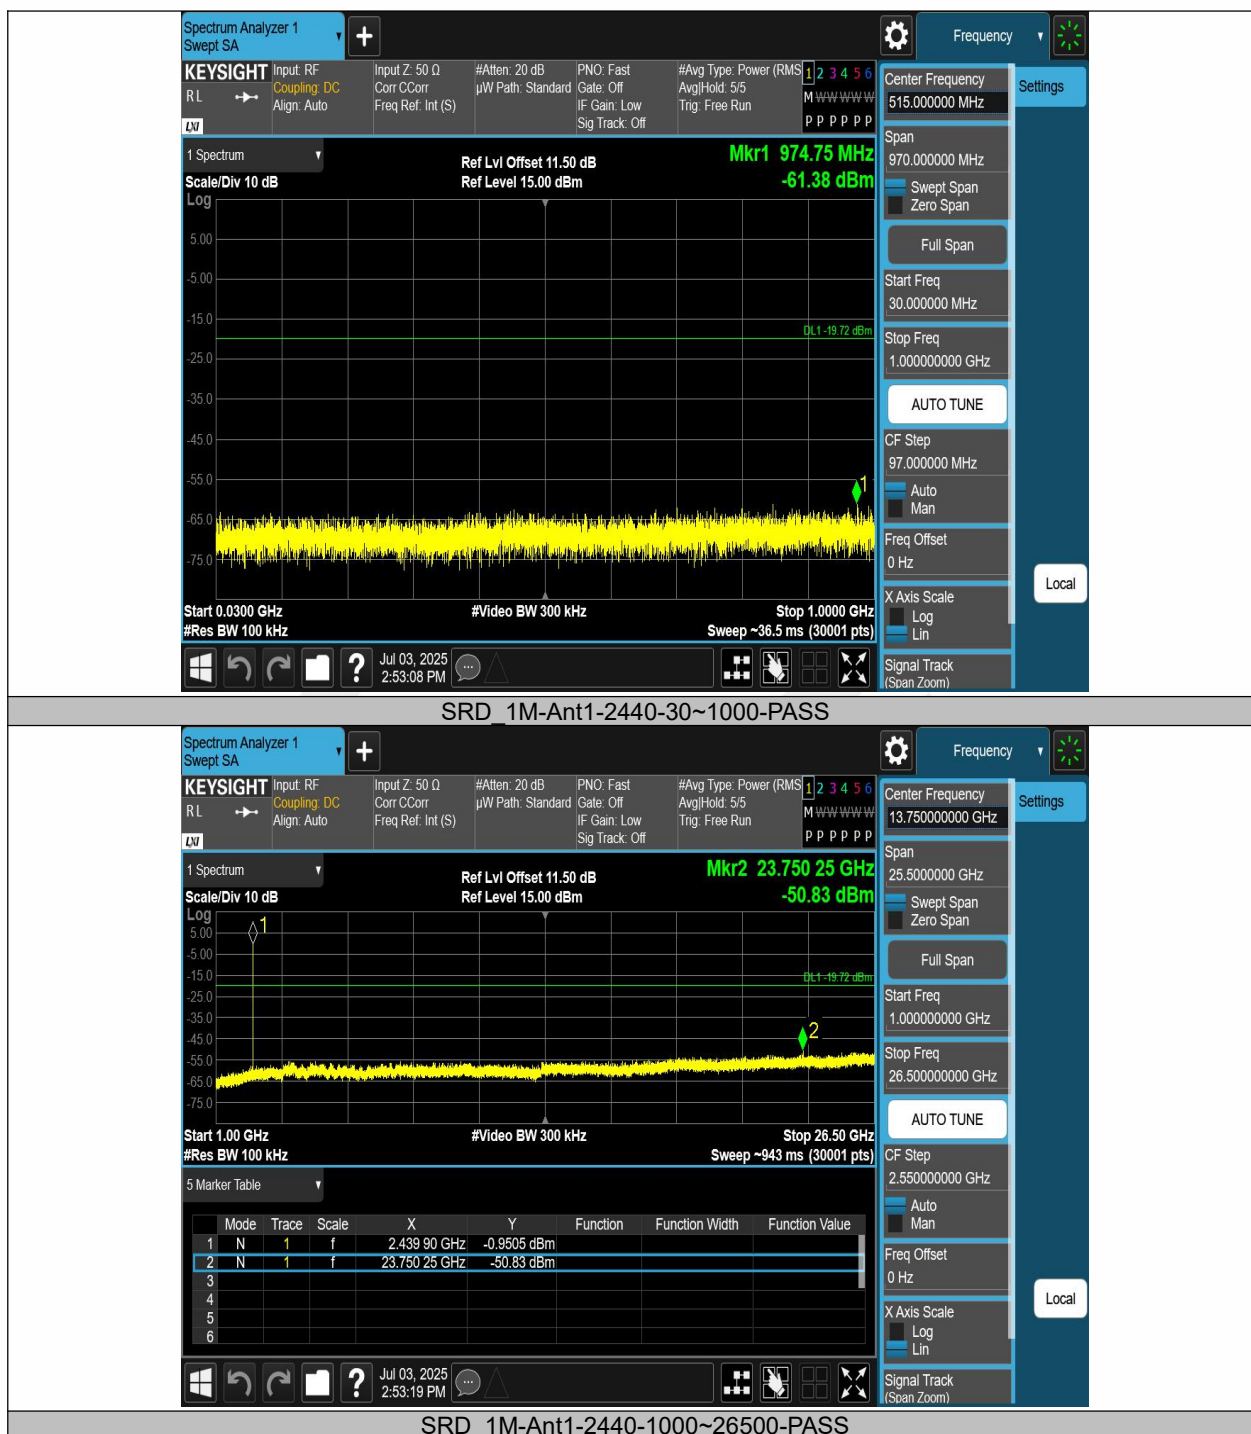 Spectrum Analyzer 1
Swept SA
Frequency
KEYSIGHT
RL
LXI
Input: RF
Coupling: DC
Align: Auto
Input Z: 50 Ω
Corr CCorr
Freq Ref: Int (S)
#Atten: 20 dB
µW Path: Standard
PNO: Fast
Gate: Off
IF Gain: Low
Sig Track: Off
#Avg Type: Power (RMS
Avg|Hold: 5/5
Trig: Free Run
1 2 3 4 5 6
M W W W W W
P P P P P P
1 Spectrum
Scale/Div 10 dB
Log
Ref Lvl Offset 11.50 dB
Ref Level 15.00 dBm
Mkr1 974.75 MHz
-61.38 dBm
5.00
-5.00
-15.0
DL1 -19.72 dBm
-25.0
-35.0
-45.0
-55.0
1
-65.0
-75.0
Start 0.0300 GHz
#Video BW 300 kHz
Stop 1.0000 GHz
#Res BW 100 kHz
Sweep ~36.5 ms (30001 pts)
Jul 03, 2025
2:53:08 PM
Center Frequency
515.000000 MHz
Span
970.000000 MHz
Swept Span
Zero Span
Full Span
Start Freq
30.000000 MHz
Stop Freq
1.000000000 GHz
AUTO TUNE
CF Step
97.000000 MHz
Auto
Man
Freq Offset
0 Hz
X Axis Scale
Log
Lin
Signal Track
(Span Zoom)
Settings
Local
SRD_1M-Ant1-2440-30~1000-PASS
Spectrum Analyzer 1
Swept SA
Frequency
KEYSIGHT
RL
LXI
Input: RF
Coupling: DC
Align: Auto
Input Z: 50 Ω
Corr CCorr
Freq Ref: Int (S)
#Atten: 20 dB
µW Path: Standard
PNO: Fast
Gate: Off
IF Gain: Low
Sig Track: Off
#Avg Type: Power (RMS
Avg|Hold: 5/5
Trig: Free Run
1 2 3 4 5 6
M W W W W W
P P P P P P
1 Spectrum
Scale/Div 10 dB
Log
Ref Lvl Offset 11.50 dB
Ref Level 15.00 dBm
Mkr2 23.750 25 GHz
-50.83 dBm
1
5.00
-5.00
-15.0
DL1 -19.72 dBm
-25.0
-35.0
-45.0
2
-55.0
-65.0
-75.0
Start 1.00 GHz
#Video BW 300 kHz
Stop 26.50 GHz
#Res BW 100 kHz
Sweep ~943 ms (30001 pts)
5 Marker Table
Mode Trace Scale X Y Function Function Width Function Value
1 N 1 f 2.439 90 GHz -0.9505 dBm
2 N 1 f 23.750 25 GHz -50.83 dBm
3
4
5
6
Jul 03, 2025
2:53:19 PM
Center Frequency
13.750000000 GHz
Span
25.5000000 GHz
Swept Span
Zero Span
Full Span
Start Freq
1.000000000 GHz
Stop Freq
26.500000000 GHz
AUTO TUNE
CF Step
2.550000000 GHz
Auto
Man
Freq Offset
0 Hz
X Axis Scale
Log
Lin
Signal Track
(Span Zoom)
Settings
Local
SRD_1M-Ant1-2440-1000~26500-PASS